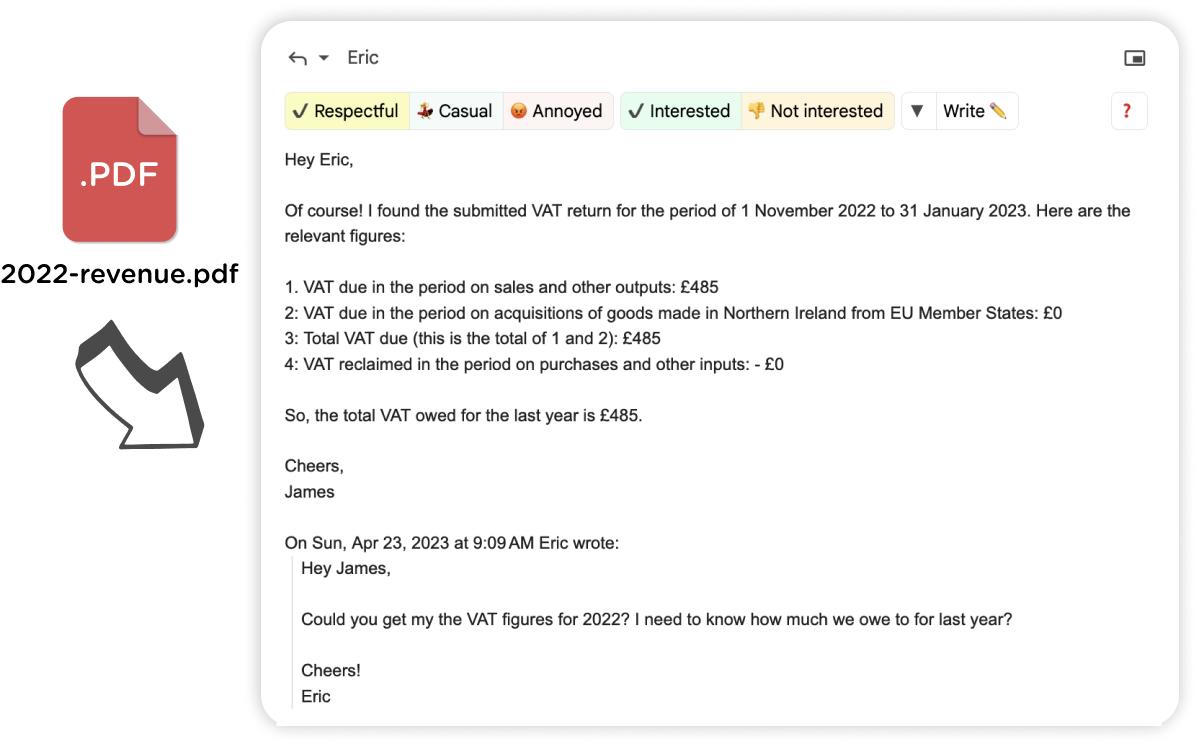 .PDF
2022-revenue.pdf
Eric
✓ Respectful 💃 Casual 😡 Annoyed ✓ Interested 👎 Not interested ▼ Write ✏️ ?
Hey Eric,
Of course! I found the submitted VAT return for the period of 1 November 2022 to 31 January 2023. Here are the
relevant figures:
1. VAT due in the period on sales and other outputs: £485
2: VAT due in the period on acquisitions of goods made in Northern Ireland from EU Member States: £0
3: Total VAT due (this is the total of 1 and 2): £485
4: VAT reclaimed in the period on purchases and other inputs: - £0
So, the total VAT owed for the last year is £485.
Cheers,
James
On Sun, Apr 23, 2023 at 9:09 AM Eric wrote:
Hey James,
Could you get my the VAT figures for 2022? I need to know how much we owe to for last year?
Cheers!
Eric